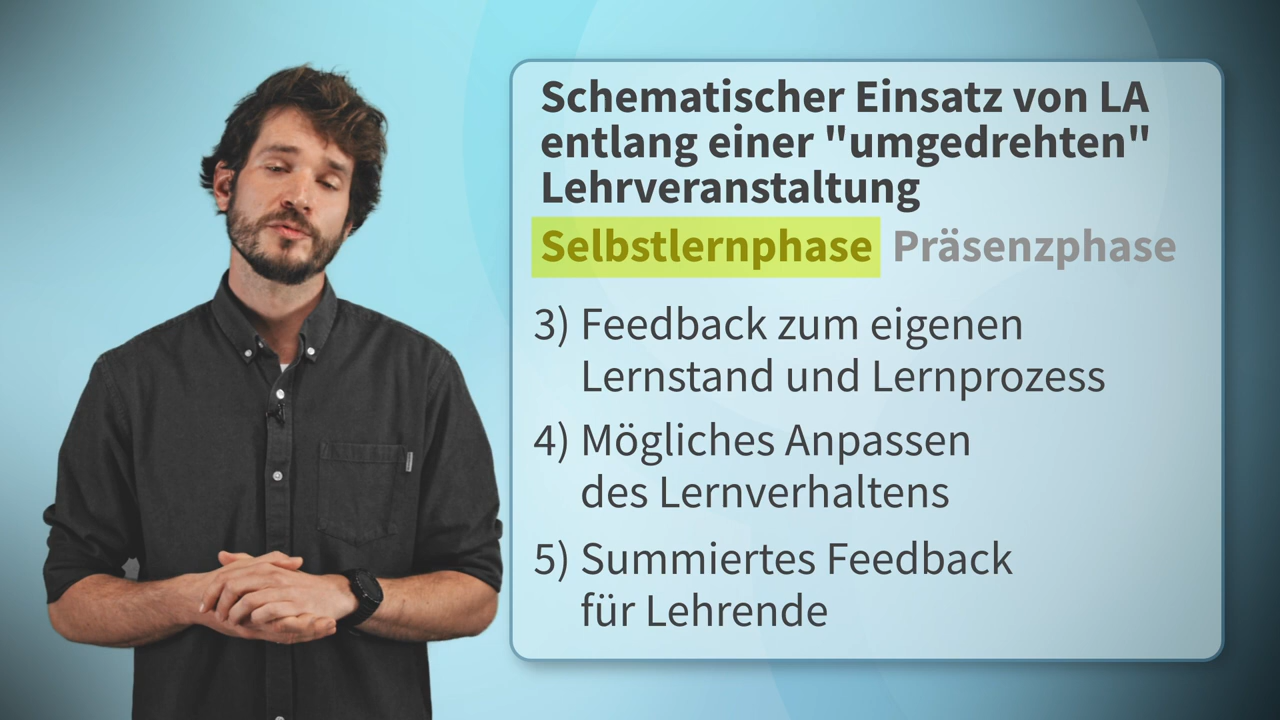 Schematischer Einsatz von LA
entlang einer "umgedrehten"
Lehrveranstaltung
Selbstlernphase Präsenzphase
3) Feedback zum eigenen
Lernstand und Lernprozess
4) Mögliches Anpassen
des Lernverhaltens
5) Summiertes Feedback
für Lehrende